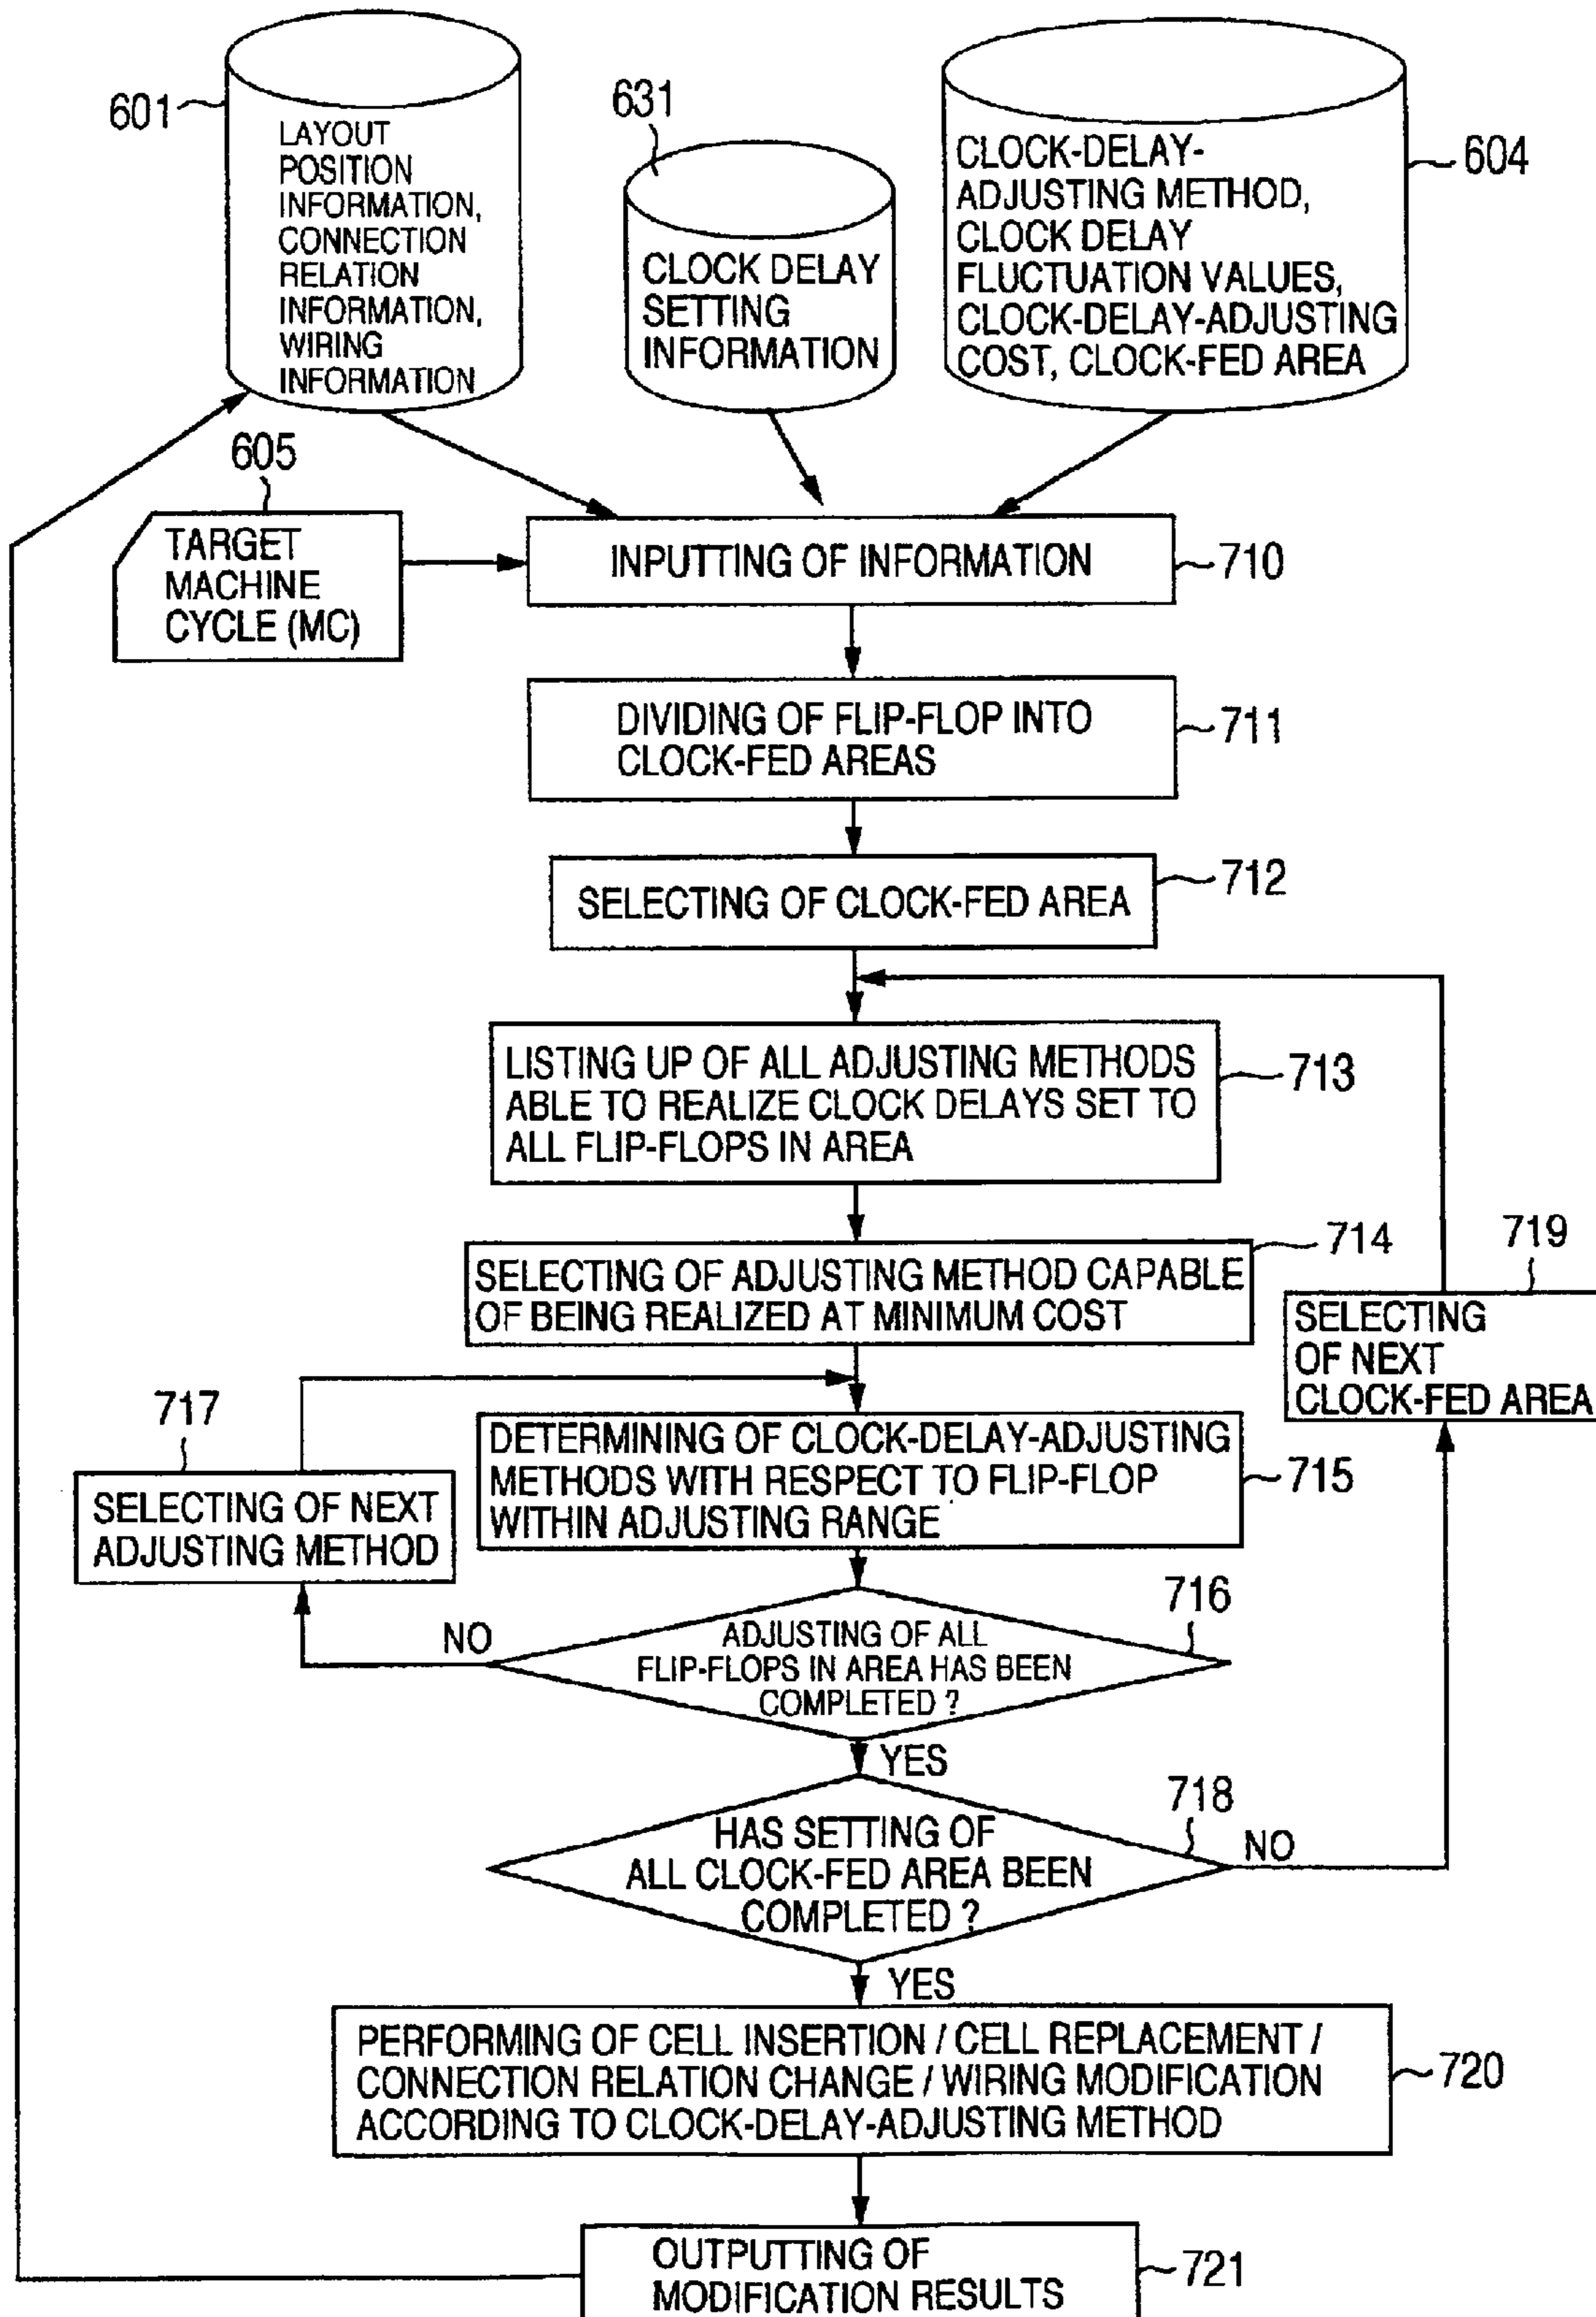 601
LAYOUT
POSITION
INFORMATION,
CONNECTION
RELATION
INFORMATION,
WIRING
INFORMATION
631
CLOCK DELAY
SETTING
INFORMATION
CLOCK-DELAY-
ADJUSTING METHOD,
CLOCK DELAY
FLUCTUATION VALUES,
CLOCK-DELAY-ADJUSTING
COST, CLOCK-FED AREA
604
605
TARGET
MACHINE
CYCLE (MC)
INPUTTING OF INFORMATION
710
DIVIDING OF FLIP-FLOP INTO
CLOCK-FED AREAS
711
SELECTING OF CLOCK-FED AREA
712
LISTING UP OF ALL ADJUSTING METHODS
ABLE TO REALIZE CLOCK DELAYS SET TO
ALL FLIP-FLOPS IN AREA
713
SELECTING OF ADJUSTING METHOD CAPABLE
OF BEING REALIZED AT MINIMUM COST
714
719
SELECTING
OF NEXT
CLOCK-FED AREA
717
SELECTING OF NEXT
ADJUSTING METHOD
DETERMINING OF CLOCK-DELAY-ADJUSTING
METHODS WITH RESPECT TO FLIP-FLOP
WITHIN ADJUSTING RANGE
715
716
NO
ADJUSTING OF ALL
FLIP-FLOPS IN AREA HAS BEEN
COMPLETED ?
YES
718
HAS SETTING OF
ALL CLOCK-FED AREA BEEN
COMPLETED ?
NO
YES
PERFORMING OF CELL INSERTION / CELL REPLACEMENT /
CONNECTION RELATION CHANGE / WIRING MODIFICATION
ACCORDING TO CLOCK-DELAY-ADJUSTING METHOD
720
OUTPUTTING OF
MODIFICATION RESULTS
721